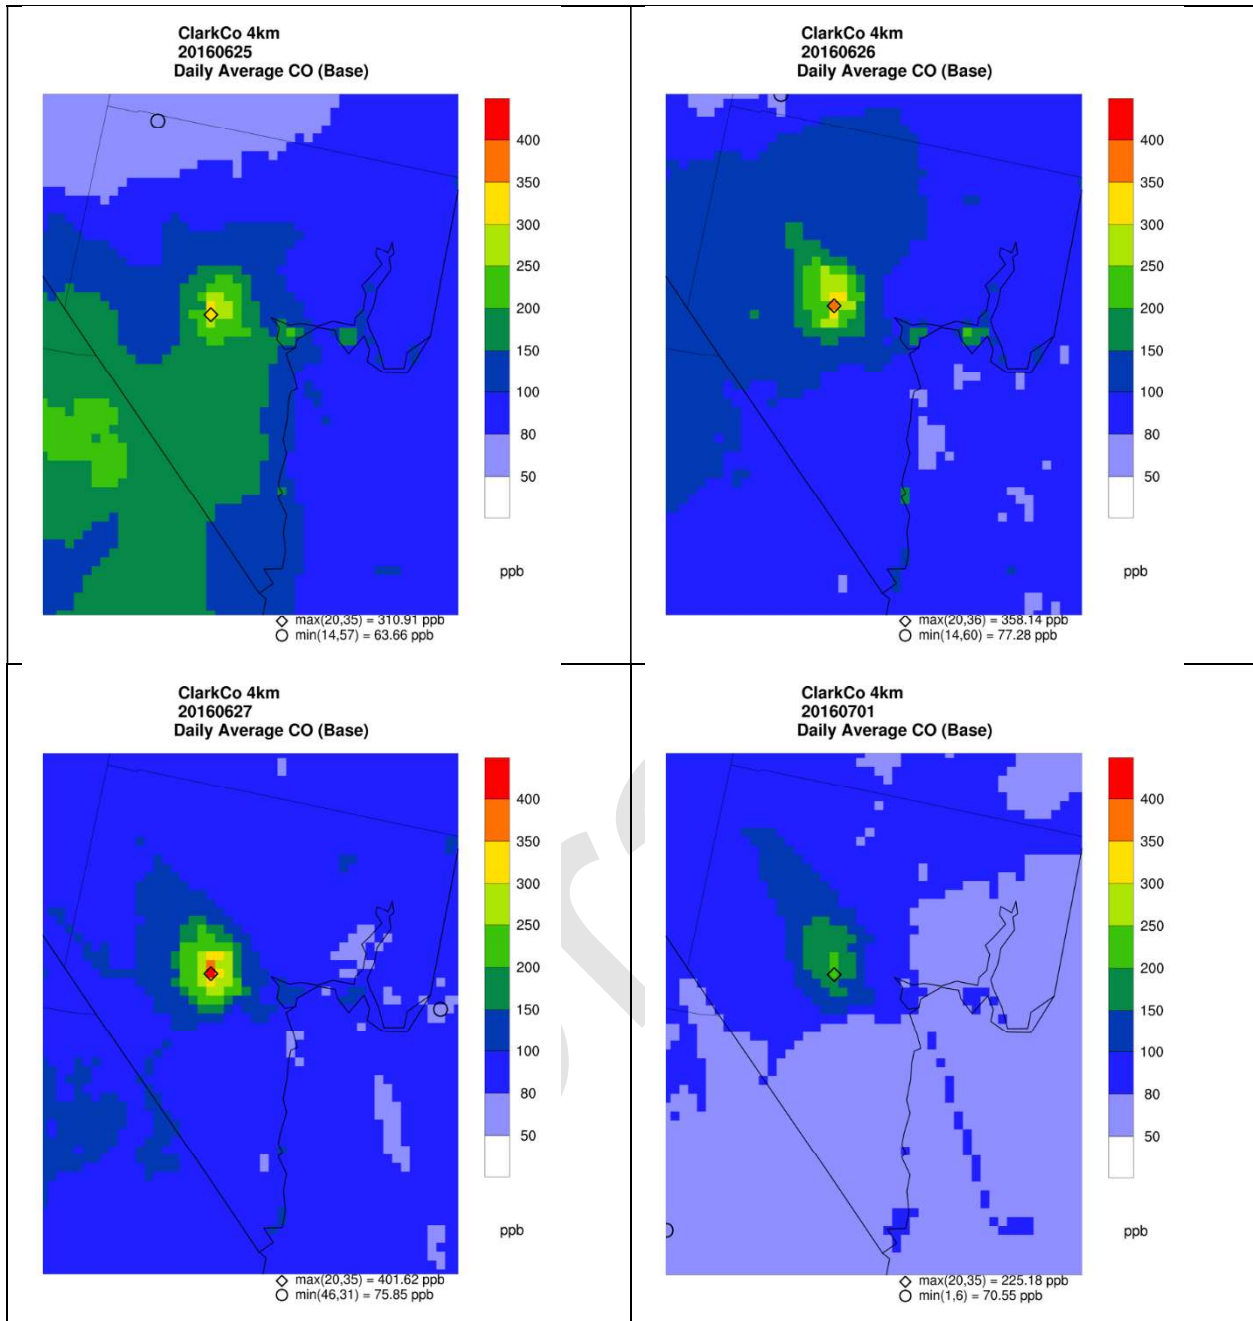 ClarkCo 4km
20160625
Daily Average CO (Base)
400
350
300
250
200
150
100
80
50
ppb
max(20,35) = 310.91 ppb
min(14,57) = 63.66 ppb
ClarkCo 4km
20160626
Daily Average CO (Base)
400
350
300
250
200
150
100
80
50
ppb
max(20,36) = 358.14 ppb
min(14,60) = 77.28 ppb
ClarkCo 4km
20160627
Daily Average CO (Base)
400
350
300
250
200
150
100
80
50
ppb
max(20,35) = 401.62 ppb
min(46,31) = 75.85 ppb
ClarkCo 4km
20160701
Daily Average CO (Base)
400
350
300
250
200
150
100
80
50
ppb
max(20,35) = 225.18 ppb
min(1,6) = 70.55 ppb